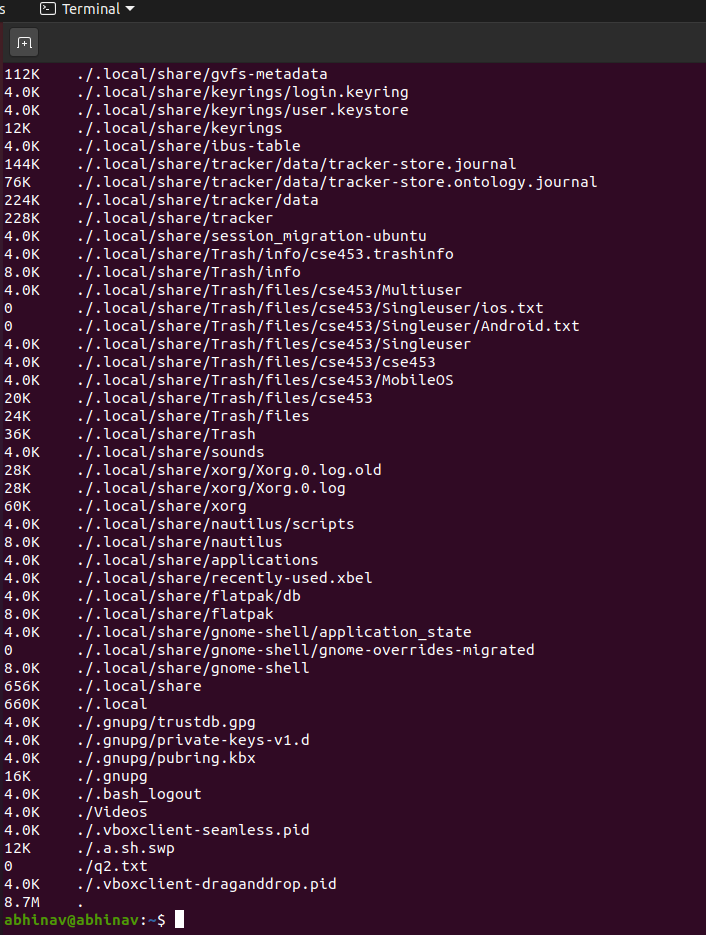 s Terminal
112K ./.local/share/gvfs-metadata
4.0K ./.local/share/keyrings/login.keyring
4.0K ./.local/share/keyrings/user.keystore
12K ./.local/share/keyrings
4.0K ./.local/share/ibus-table
144K ./.local/share/tracker/data/tracker-store.journal
76K ./.local/share/tracker/data/tracker-store.ontology.journal
224K ./.local/share/tracker/data
228K ./.local/share/tracker
4.0K ./.local/share/session_migration-ubuntu
4.0K ./.local/share/Trash/info/cse453.trashinfo
8.0K ./.local/share/Trash/info
4.0K ./.local/share/Trash/files/cse453/Multiuser
0 ./.local/share/Trash/files/cse453/Singleuser/ios.txt
0 ./.local/share/Trash/files/cse453/Singleuser/Android.txt
4.0K ./.local/share/Trash/files/cse453/Singleuser
4.0K ./.local/share/Trash/files/cse453/cse453
4.0K ./.local/share/Trash/files/cse453/MobileOS
20K ./.local/share/Trash/files/cse453
24K ./.local/share/Trash/files
36K ./.local/share/Trash
4.0K ./.local/share/sounds
28K ./.local/share/xorg/Xorg.0.log.old
28K ./.local/share/xorg/Xorg.0.log
60K ./.local/share/xorg
4.0K ./.local/share/nautilus/scripts
8.0K ./.local/share/nautilus
4.0K ./.local/share/applications
4.0K ./.local/share/recently-used.xbel
4.0K ./.local/share/flatpak/db
8.0K ./.local/share/flatpak
4.0K ./.local/share/gnome-shell/application_state
0 ./.local/share/gnome-shell/gnome-overrides-migrated
8.0K ./.local/share/gnome-shell
656K ./.local/share
660K ./.local
4.0K ./.gnupg/trustdb.gpg
4.0K ./.gnupg/private-keys-v1.d
4.0K ./.gnupg/pubring.kbx
16K ./.gnupg
4.0K ./.bash_logout
4.0K ./Videos
4.0K ./.vboxclient-seamless.pid
12K ./.a.sh.swp
0 ./q2.txt
4.0K ./.vboxclient-draganddrop.pid
8.7M .
abhinav@abhinav:~$